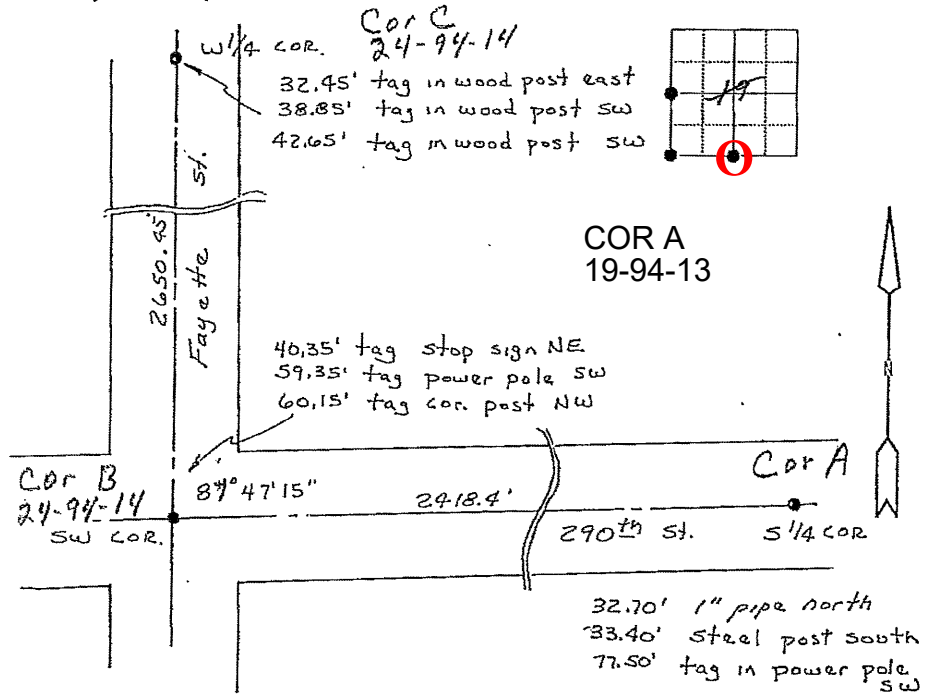 Cor C
W 1/4 COR.
24-94-14
32.45' tag in wood post east
38.85' tag in wood post SW
42.65' tag in wood post SW
19
O
2650.45'
Fayette St.
COR A
19-94-13
N
40.35' tag stop sign NE
59.35' tag power pole SW
60.15' tag cor. post NW
Cor B
24-94-14
SW COR.
47'15"
2418.4'
290th St.
Cor A
S 1/4 COR
32.70' 1" pipe north
33.40' Steel post south
77.50' tag in power pole
SW